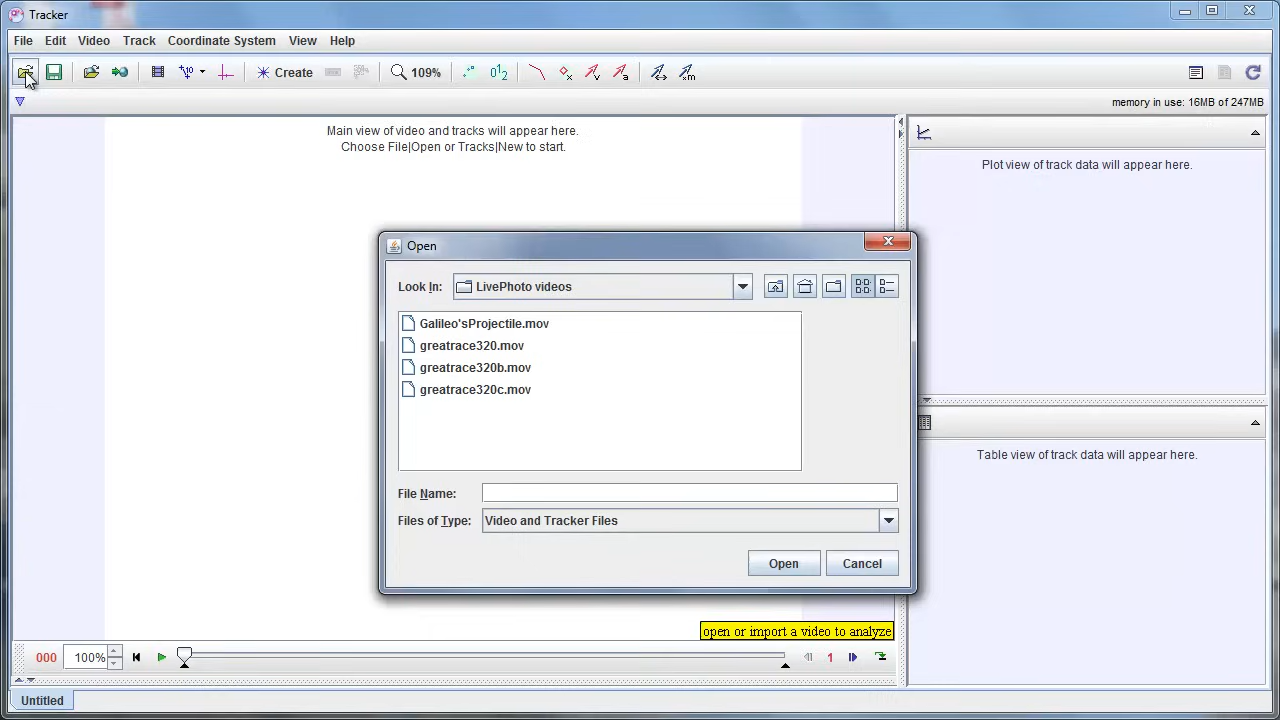 Tracker
File Edit Video Track Coordinate System View Help
Create 109%
memory in use: 16MB of 247MB
Main view of video and tracks will appear here.
Choose File|Open or Tracks|New to start.
Plot view of track data will appear here.
Open
Look In: LivePhoto videos
Galileo'sProjectile.mov
greatrace320.mov
greatrace320b.mov
greatrace320c.mov
File Name:
Files of Type: Video and Tracker Files
Open Cancel
Table view of track data will appear here.
open or import a video to analyze
000 100% 1
Untitled